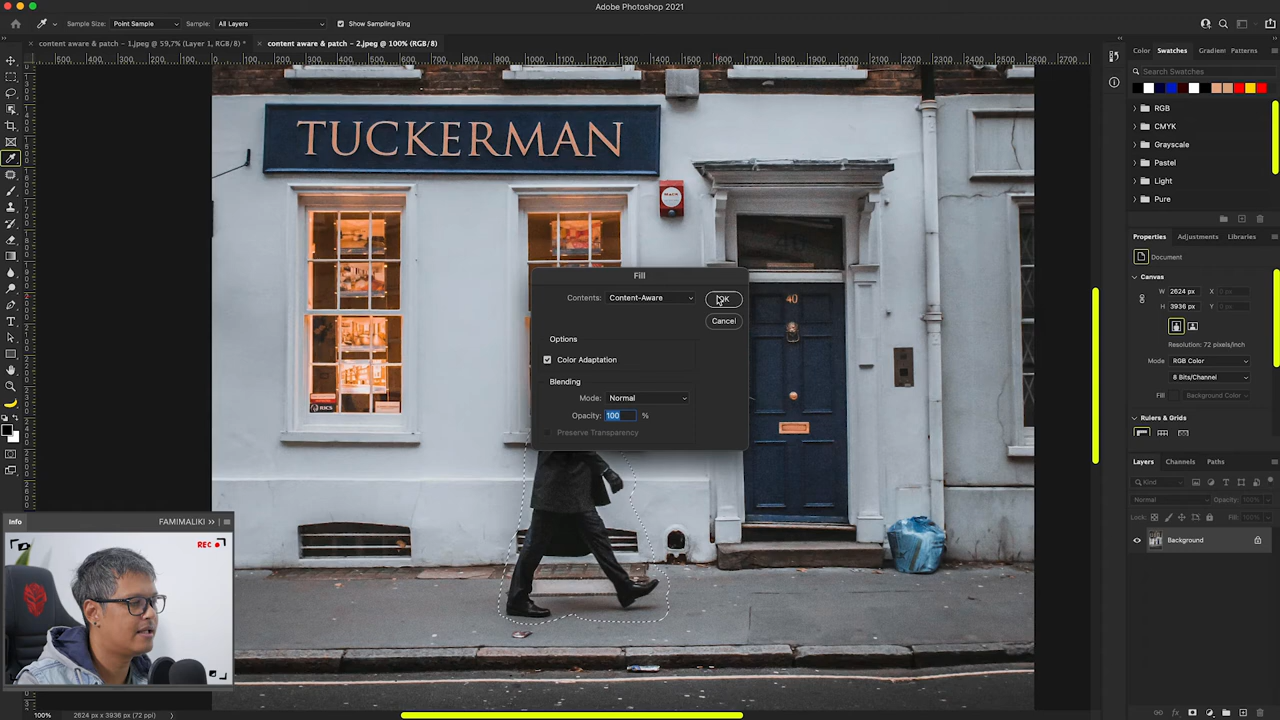 Adobe Photoshop 2021
Sample Size: Point Sample Sample: All Layers Show Sampling Ring
content aware & patch - 1.jpeg @ 59,7% (Layer 1, RGB/8) *
content aware & patch - 2.jpeg @ 100% (RGB/8)
Color Swatches Gradient Patterns
Search Swatches
RGB
CMYK
Grayscale
Pastel
Light
Pure
TUCKERMAN
40
RICS
Fill
Contents: Content-Aware
OK
Cancel
Options
Color Adaptation
Blending
Mode: Normal
Opacity: 100 %
Preserve Transparency
Properties Adjustments Libraries
Document
Canvas
W 2624 px X 0 px
H 3936 px Y 0 px
Resolution: 72 pixels/inch
Mode RGB Color
8 Bits/Channel
Fill Background Color
Rulers & Grids
Layers Channels Paths
Kind
Normal Opacity: 100%
Lock: Fill: 100%
Background
Info FAMIMALIKI
REC
100% 2624 px x 3936 px (72 ppi)